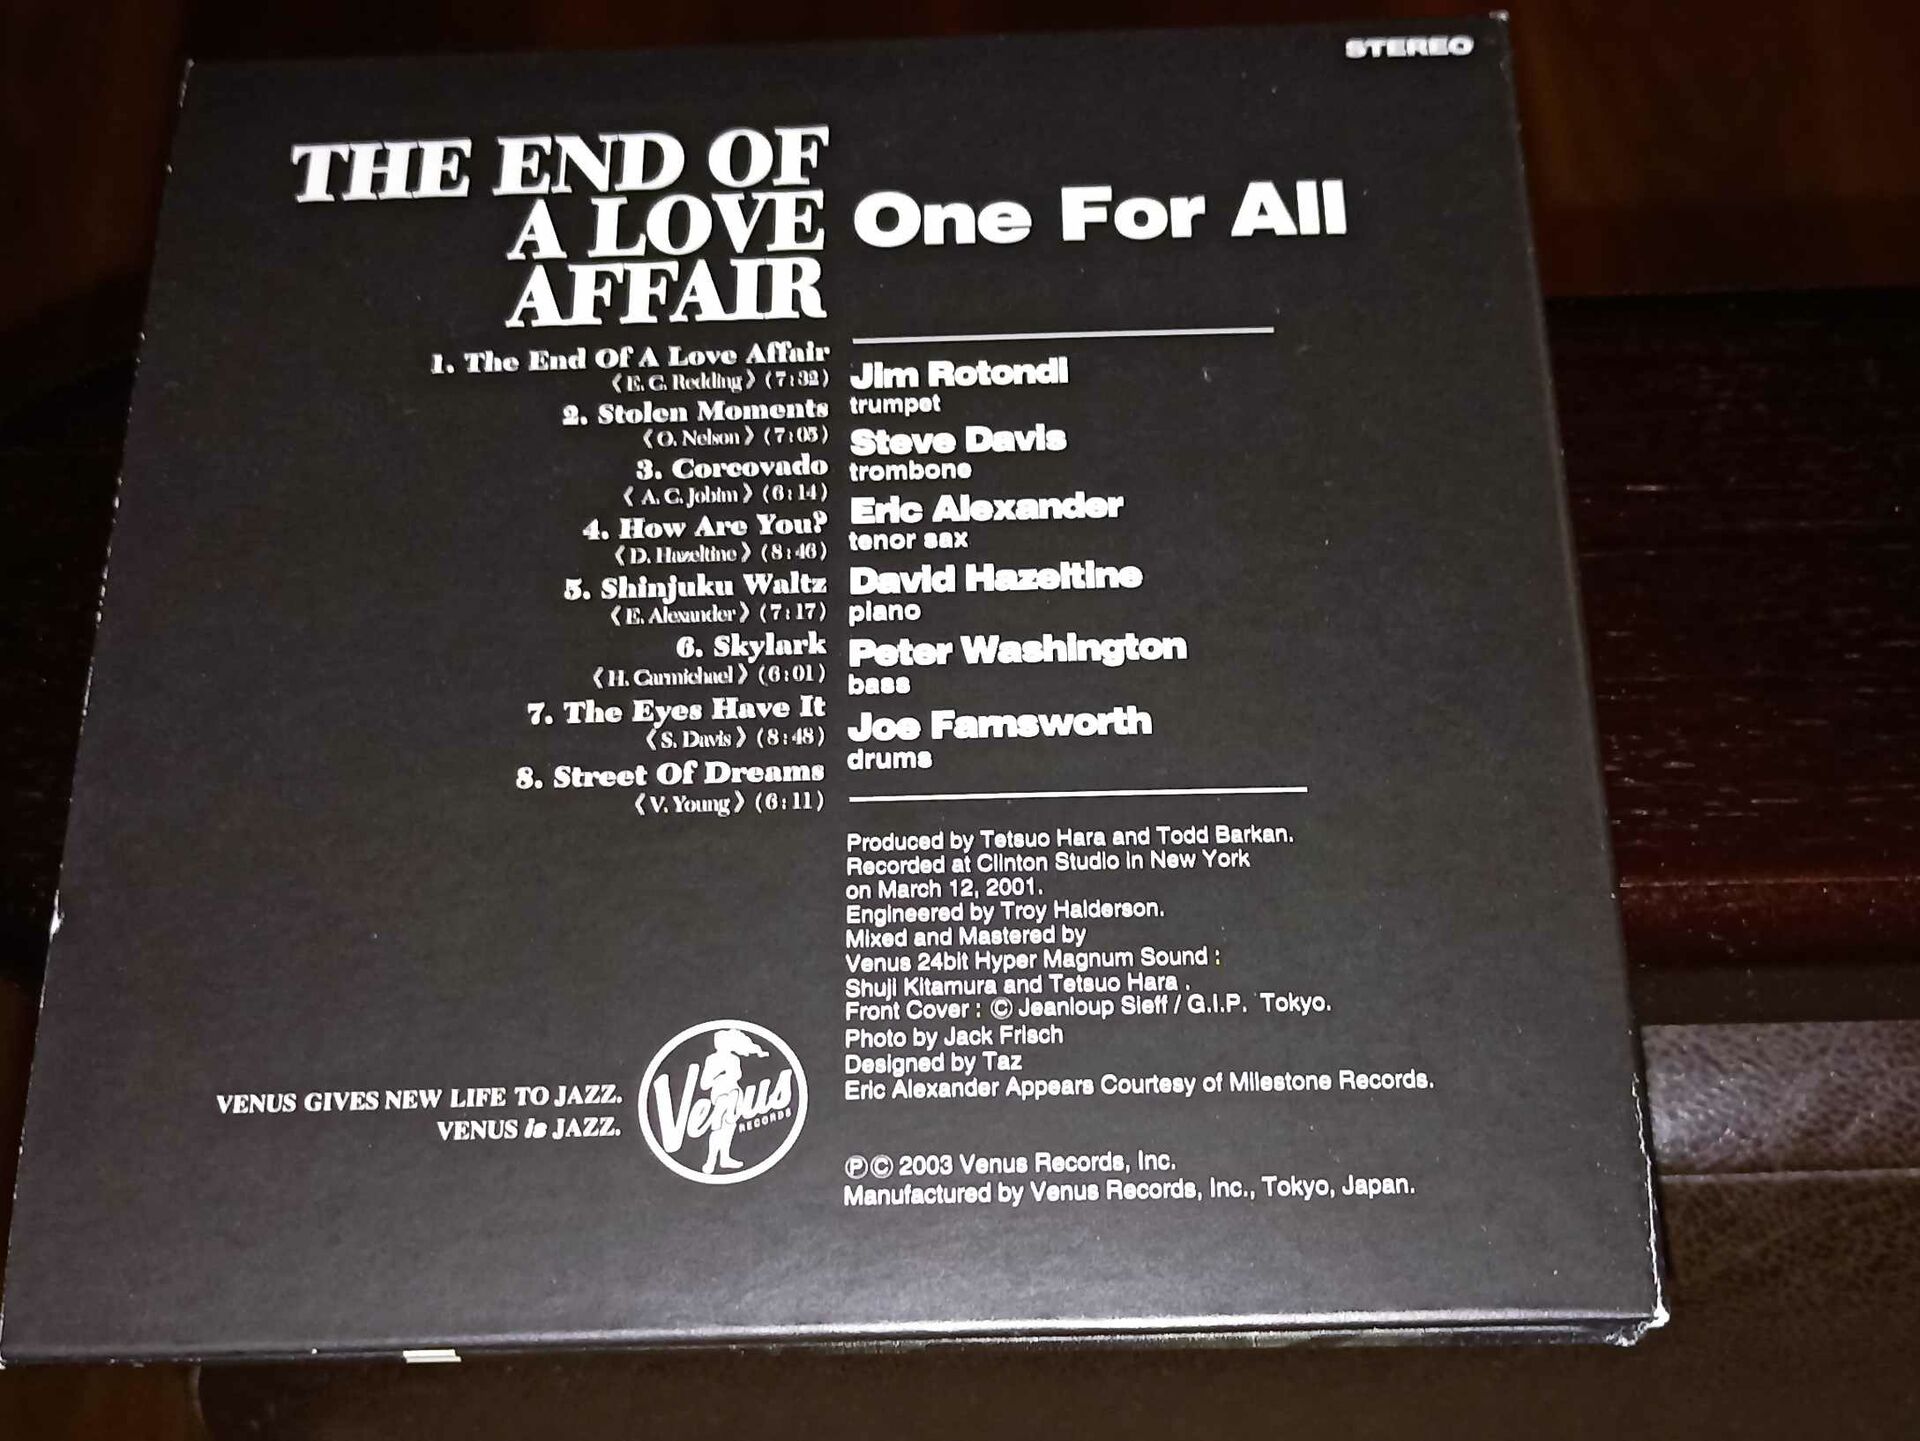 STEREO
THE END OF
A LOVE
AFFAIR
One For All
1. The End Of A Love Affair
《E. C. Redding》(7:32)
2. Stolen Moments
《O. Nelson》(7:05)
3. Corcovado
《A. C. Jobim》(6:14)
4. How Are You?
《D. Hazeltine》(8:46)
5. Shinjuku Waltz
《E. Alexander》(7:17)
6. Skylark
《H. Carmichael》(6:01)
7. The Eyes Have It
《S. Davis》(8:48)
8. Street Of Dreams
《V. Young》(6:11)
Jim Rotondi
trumpet
Steve Davis
trombone
Eric Alexander
tenor sax
David Hazeltine
piano
Peter Washington
bass
Joe Farnsworth
drums
Produced by Tetsuo Hara and Todd Barkan.
Recorded at Clinton Studio in New York
on March 12, 2001.
Engineered by Troy Halderson.
Mixed and Mastered by
Venus 24bit Hyper Magnum Sound :
Shuji Kitamura and Tetsuo Hara .
Front Cover : © Jeanloup Sieff / G.I.P. Tokyo.
Photo by Jack Frisch
Designed by Taz
Eric Alexander Appears Courtesy of Milestone Records.
VENUS GIVES NEW LIFE TO JAZZ.
VENUS is JAZZ.
Venus
RECORDS
℗© 2003 Venus Records, Inc.
Manufactured by Venus Records, Inc., Tokyo, Japan.